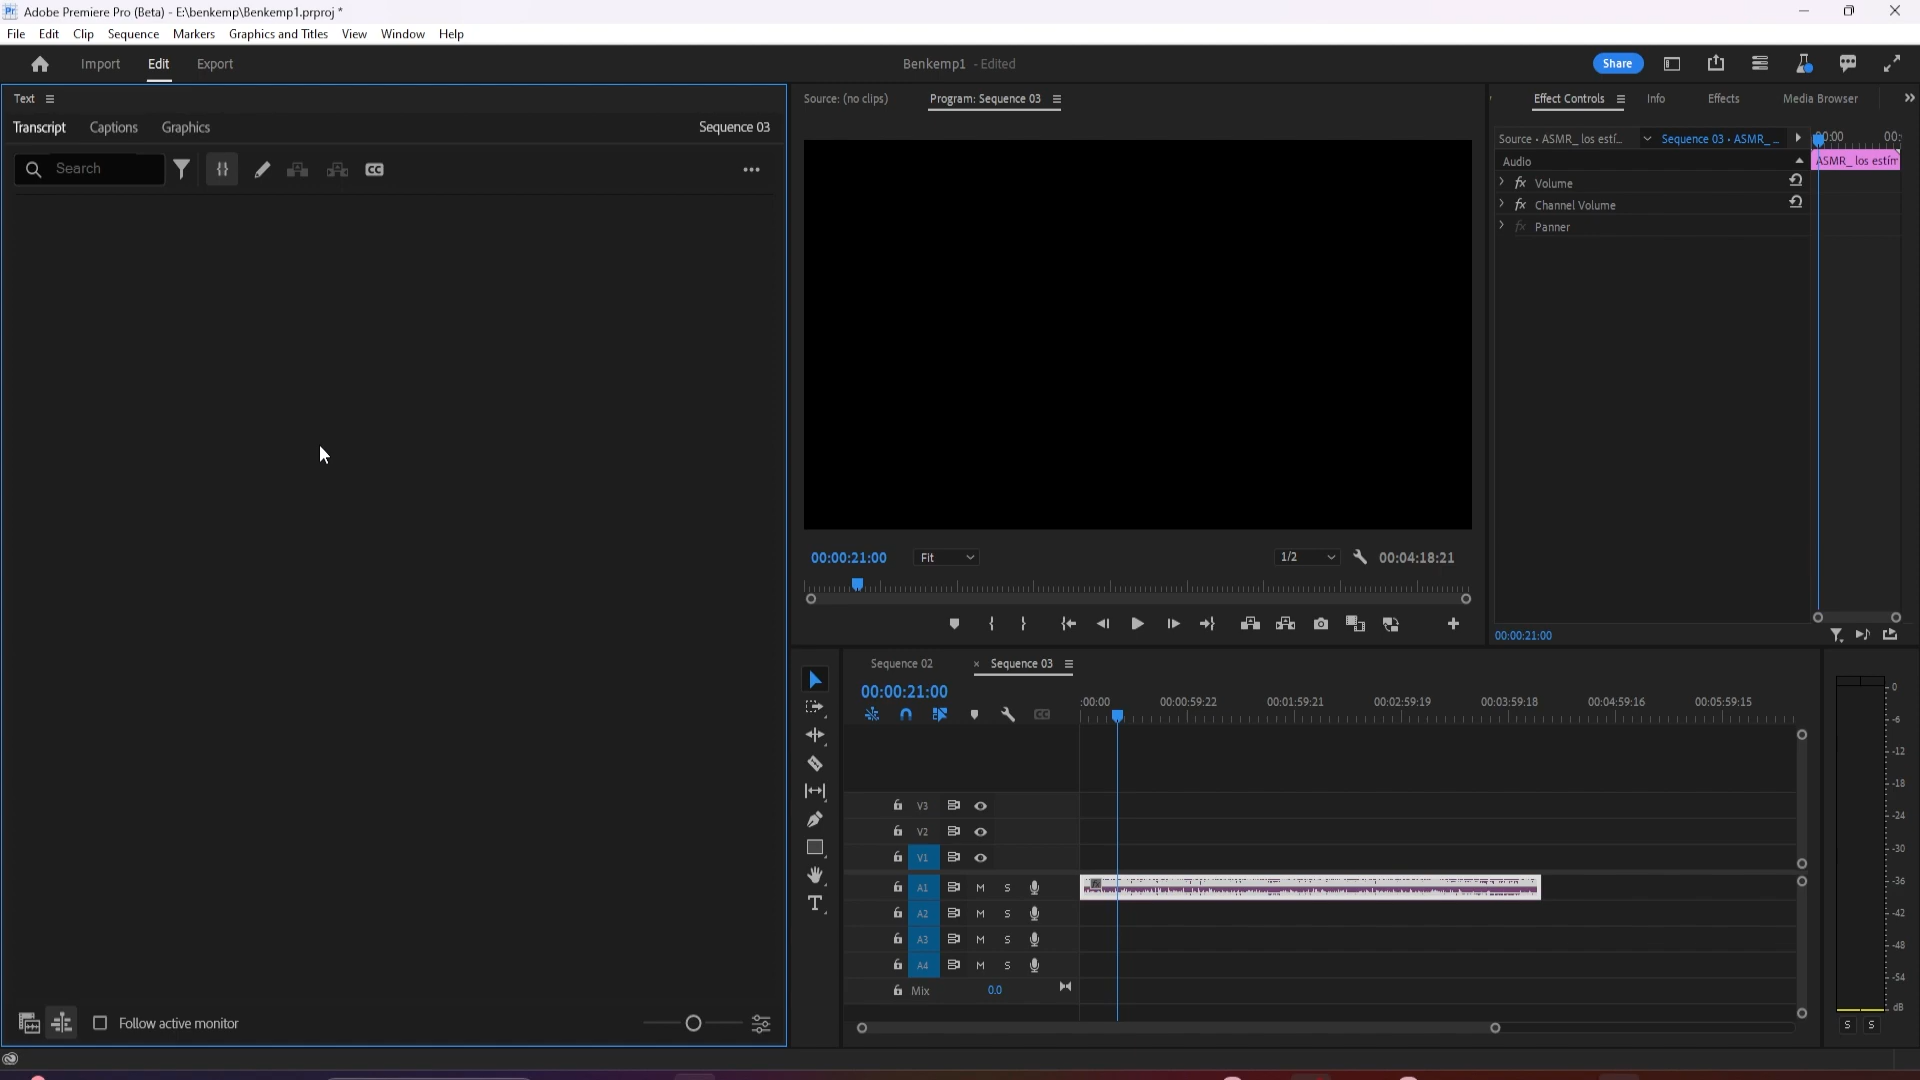 Pr Adobe Premiere Pro (Beta) - E:\benkemp\Benkemp1.prproj *
File Edit Clip Sequence Markers Graphics and Titles View Window Help
Import Edit Export Benkemp1 - Edited Share
Text Source: (no clips) Program: Sequence 03 Effect Controls Info Effects Media Browser
Transcript Captions Graphics Sequence 03
Source • ASMR_ los estí... Sequence 03 • ASMR_ ... 00:00 00:
Search
Audio ASMR_ los estím
fx Volume
fx Channel Volume
fx Panner
00:00:21:00 Fit 1/2 00:04:18:21
00:00:21:00
Sequence 02 × Sequence 03
00:00:21:00
:00:00 00:00:59:22 00:01:59:21 00:02:59:19 00:03:59:18 00:04:59:16 00:05:59:15
V3
V2
V1
A1 M S fx
A2 M S
A3 M S
A4 M S
Mix 0.0
0
-6
-12
-18
-24
-30
-36
-42
-48
-54
dB
S S
Follow active monitor